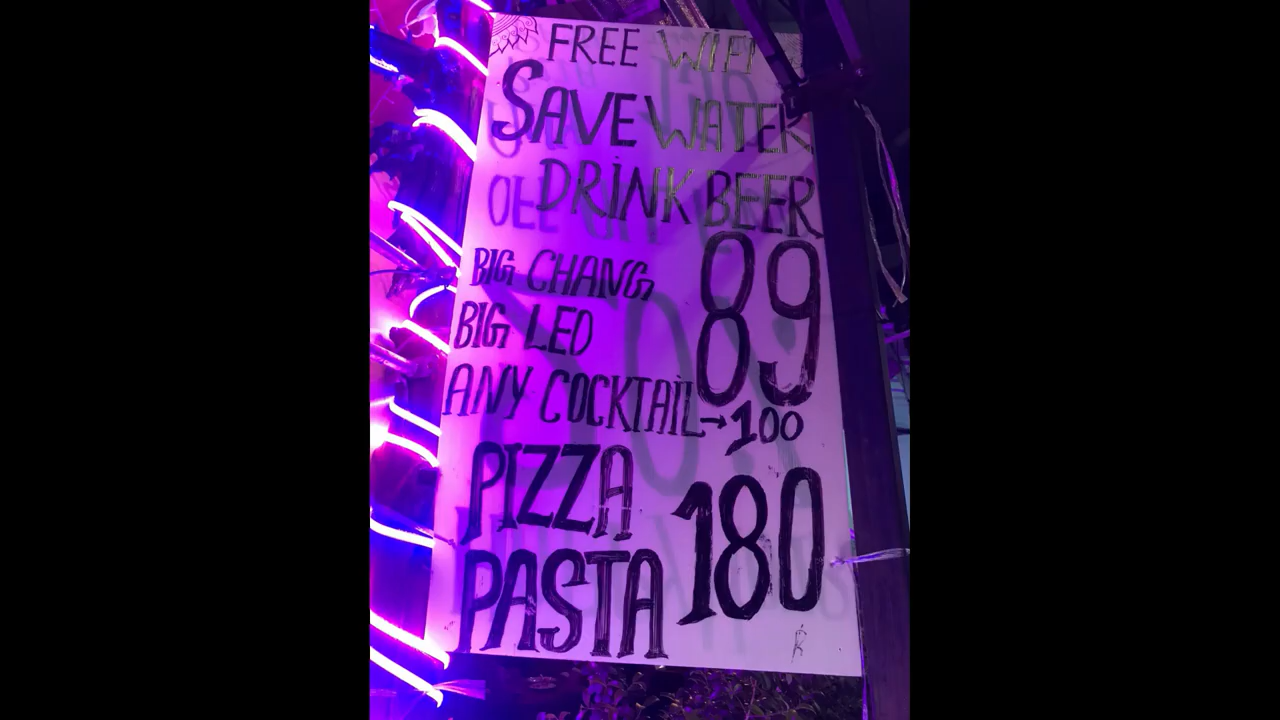 FREE WIFI
SAVE WATER
DRINK BEER
BIG CHANG 89
BIG LEO
ANY COCKTAIL→100
PIZZA 180
PASTA